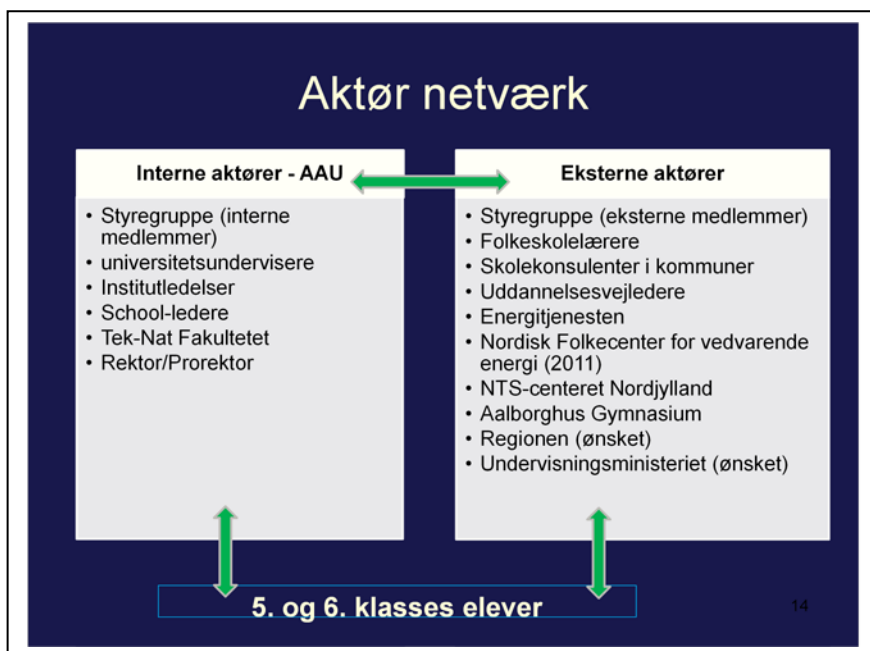 Aktør netværk
Interne aktører - AAU
• Styregruppe (interne
medlemmer)
• universitetsundervisere
• Institutledelser
• School-ledere
• Tek-Nat Fakultetet
• Rektor/Prorektor
Eksterne aktører
• Styregruppe (eksterne medlemmer)
• Folkeskolelærere
• Skolekonsulenter i kommuner
• Uddannelsesvejledere
• Energitjenesten
• Nordisk Folkecenter for vedvarende
energi (2011)
• NTS-centeret Nordjylland
• Aalborghus Gymnasium
• Regionen (ønsket)
• Undervisningsministeriet (ønsket)
5. og 6. klasses elever
14